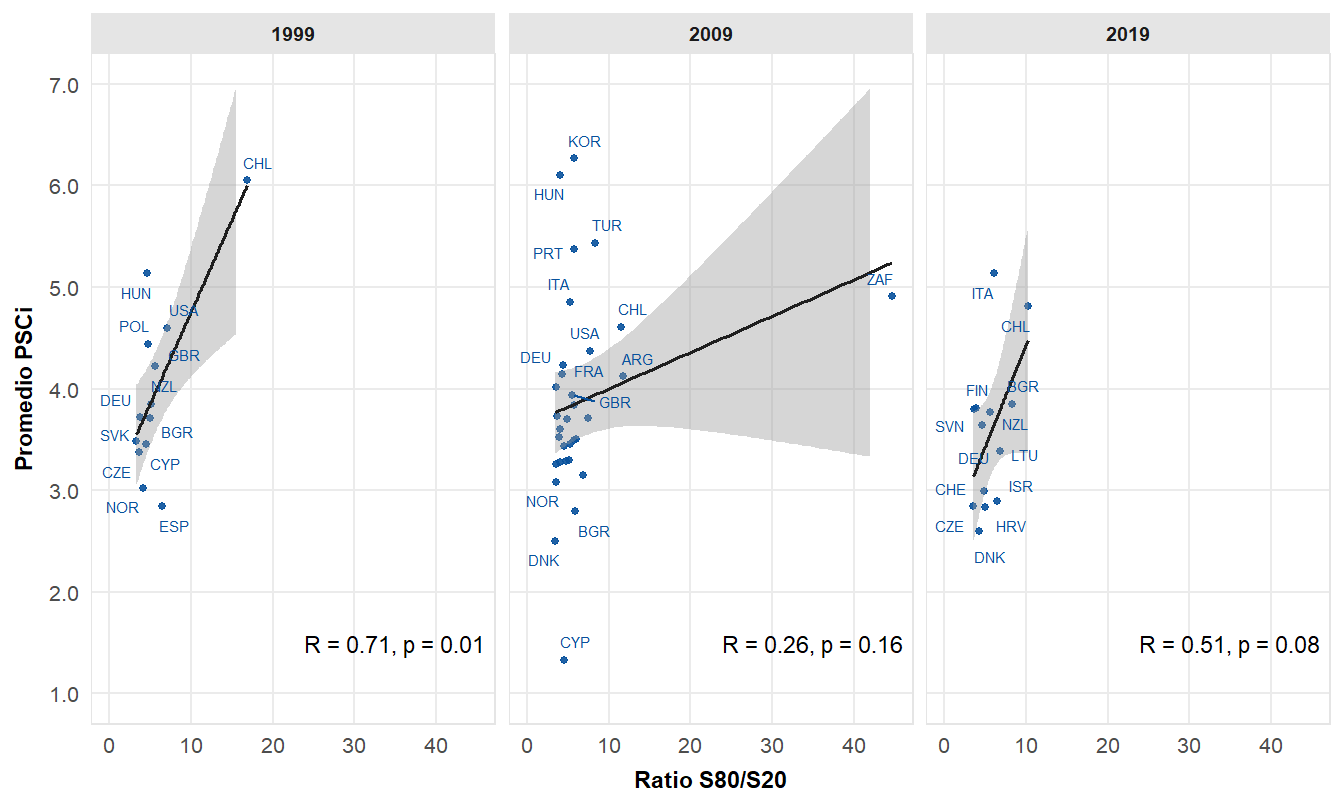 1999
2009
2019
Promedio PSCi
7.0
6.0
5.0
4.0
3.0
2.0
1.0
CHL
HUN
USA
POL
GBR
NZL
DEU
SVK
BGR
CZE
CYP
NOR
ESP
R = 0.71, p = 0.01
KOR
HUN
TUR
PRT
ITA
ZAF
CHL
USA
DEU
ARG
FRA
GBR
NOR
BGR
DNK
CYP
R = 0.26, p = 0.16
ITA
CHL
FIN
BGR
SVN
NZL
DEU
LTU
CHE
ISR
CZE
HRV
DNK
R = 0.51, p = 0.08
0 10 20 30 40
0 10 20 30 40
0 10 20 30 40
Ratio S80/S20